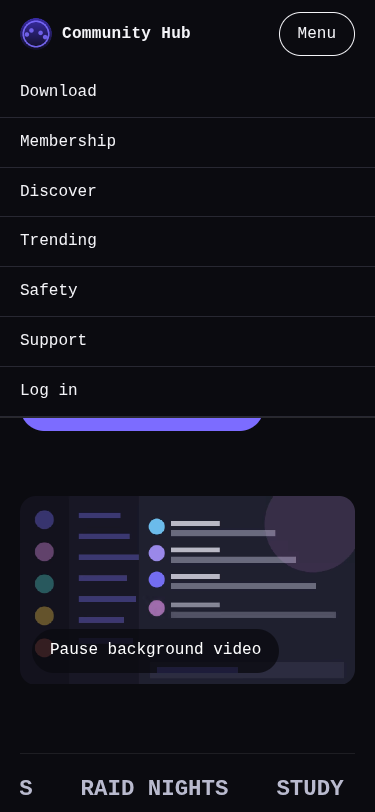 Community Hub
Menu
Download
Membership
Discover
Trending
Safety
Support
Log in
Pause background video
S RAID NIGHTS STUDY